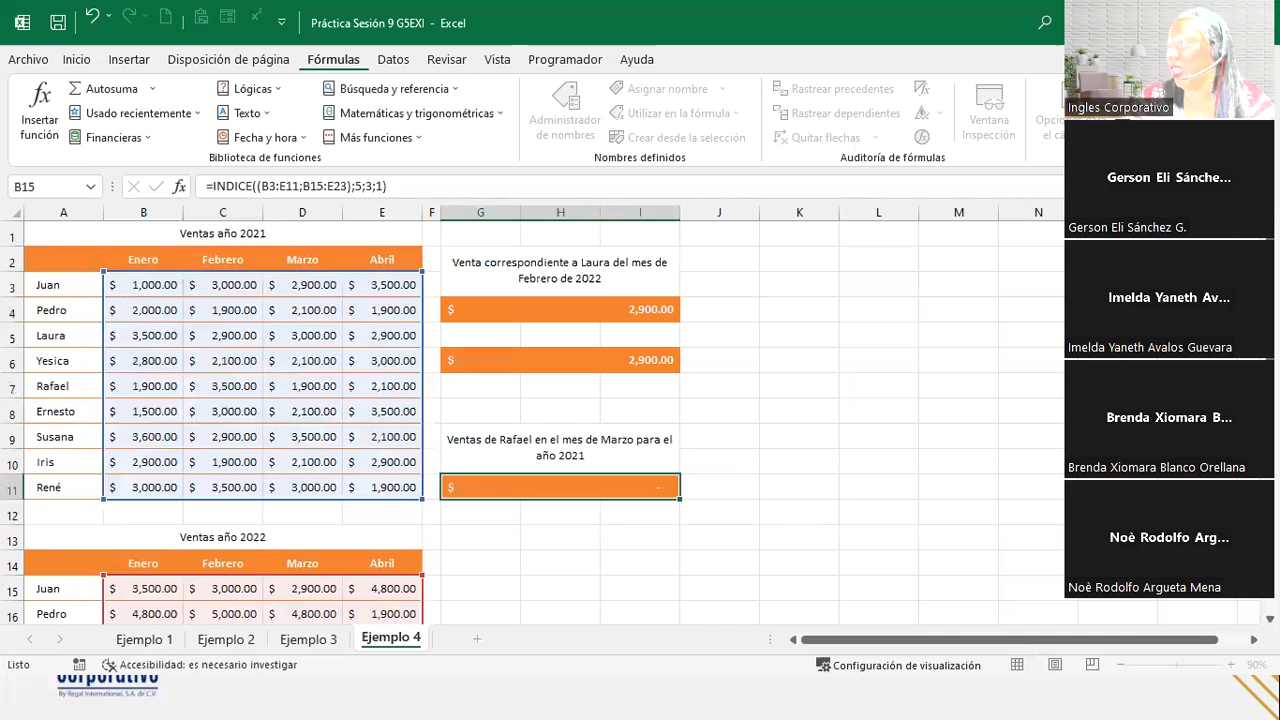 Práctica Sesión 9 G5EXI - Excel
Archivo Inicio Insertar Disposición de página Fórmulas Datos Revisar Vista Programador Ayuda
Insertar función
Autosuma
Usado recientemente
Financieras
Lógicas
Texto
Fecha y hora
Búsqueda y referencia
Matemáticas y trigonométricas
Más funciones
Biblioteca de funciones
Administrador de nombres
Asignar nombre
Utilizar en la fórmula
Crear desde la selección
Nombres definidos
Rastrear precedentes
Rastrear dependientes
Quitar flechas
Auditoría de fórmulas
Ventana Inspección
B15 fx =INDICE((B3:E11;B15:E23);5;3;1)
A B C D E F G H I J K L M N
1 Ventas año 2021
2 Enero Febrero Marzo Abril
3 Juan $ 1,000.00 $ 3,000.00 $ 2,900.00 $ 3,500.00
4 Pedro $ 2,000.00 $ 1,900.00 $ 2,100.00 $ 1,900.00
5 Laura $ 3,500.00 $ 2,900.00 $ 3,000.00 $ 2,900.00
6 Yesica $ 2,800.00 $ 2,100.00 $ 2,100.00 $ 1,000.00
7 Rafael $ 1,900.00 $ 3,500.00 $ 1,900.00 $ 2,100.00
8 Ernesto $ 1,500.00 $ 3,000.00 $ 2,100.00 $ 3,500.00
9 Susana $ 3,600.00 $ 2,900.00 $ 3,500.00 $ 2,100.00
10 Iris $ 2,900.00 $ 1,900.00 $ 2,100.00 $ 2,900.00
11 René $ 3,000.00 $ 3,500.00 $ 3,000.00 $ 1,900.00
12
13 Ventas año 2022
14 Enero Febrero Marzo Abril
15 Juan $ 3,500.00 $ 3,000.00 $ 2,900.00 $ 4,800.00
16 Pedro $ 4,800.00 $ 5,000.00 $ 4,800.00 $ 1,900.00
Venta correspondiente a Laura del mes de
Febrero de 2022
$ 2,900.00
$ 2,900.00
Ventas de Rafael en el mes de Marzo para el
año 2021
$ -
Ejemplo 1 Ejemplo 2 Ejemplo 3 Ejemplo 4
Listo Accesibilidad: es necesario investigar Configuración de visualización 90%
By Regal International, S.A. de C.V.
Ingles Corporativo
Gerson Eli Sánche...
Gerson Eli Sánchez G.
Imelda Yaneth Av...
Imelda Yaneth Avalos Guevara
Brenda Xiomara B...
Brenda Xiomara Blanco Orellana
Noè Rodolfo Arg...
Noè Rodolfo Argueta Mena